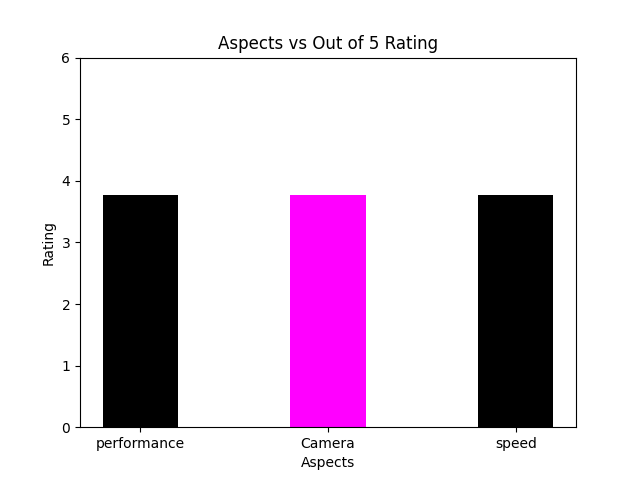 Aspects vs Out of 5 Rating
6
5
4
3
2
1
0
Rating
performance Camera speed
Aspects